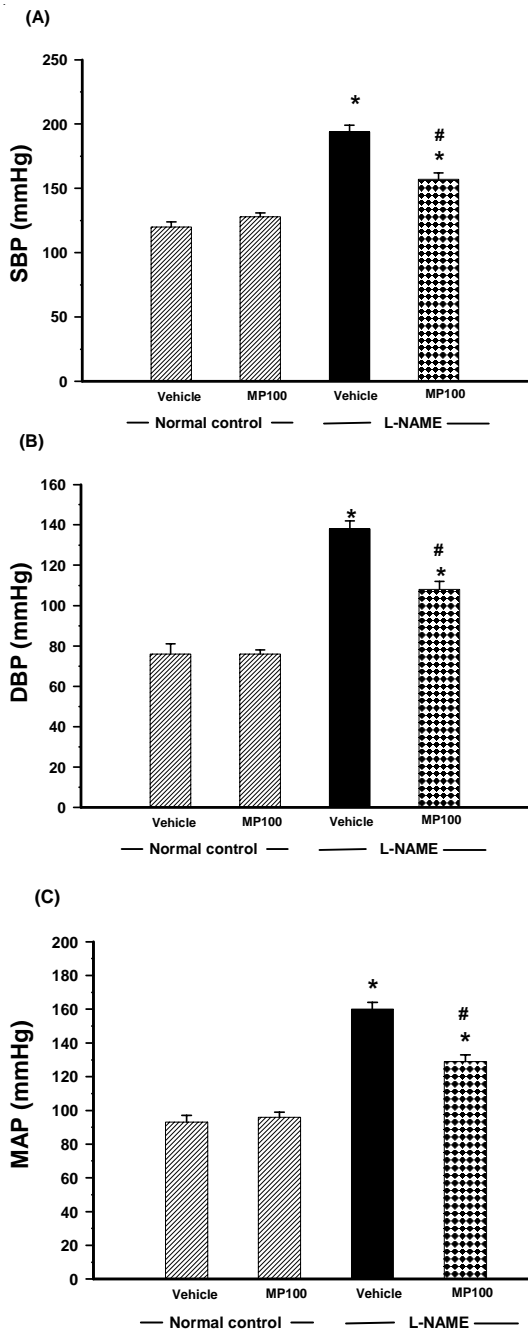 (A)
SBP (mmHg)
250
200
150
100
50
0
*
#
*
Vehicle MP100 Vehicle MP100
Normal control L-NAME
(B)
DBP (mmHg)
160
140
120
100
80
60
40
20
0
*
#
*
Vehicle MP100 Vehicle MP100
Normal control L-NAME
(C)
MAP (mmHg)
200
180
160
140
120
100
80
60
40
20
0
*
#
*
Vehicle MP100 Vehicle MP100
Normal control L-NAME